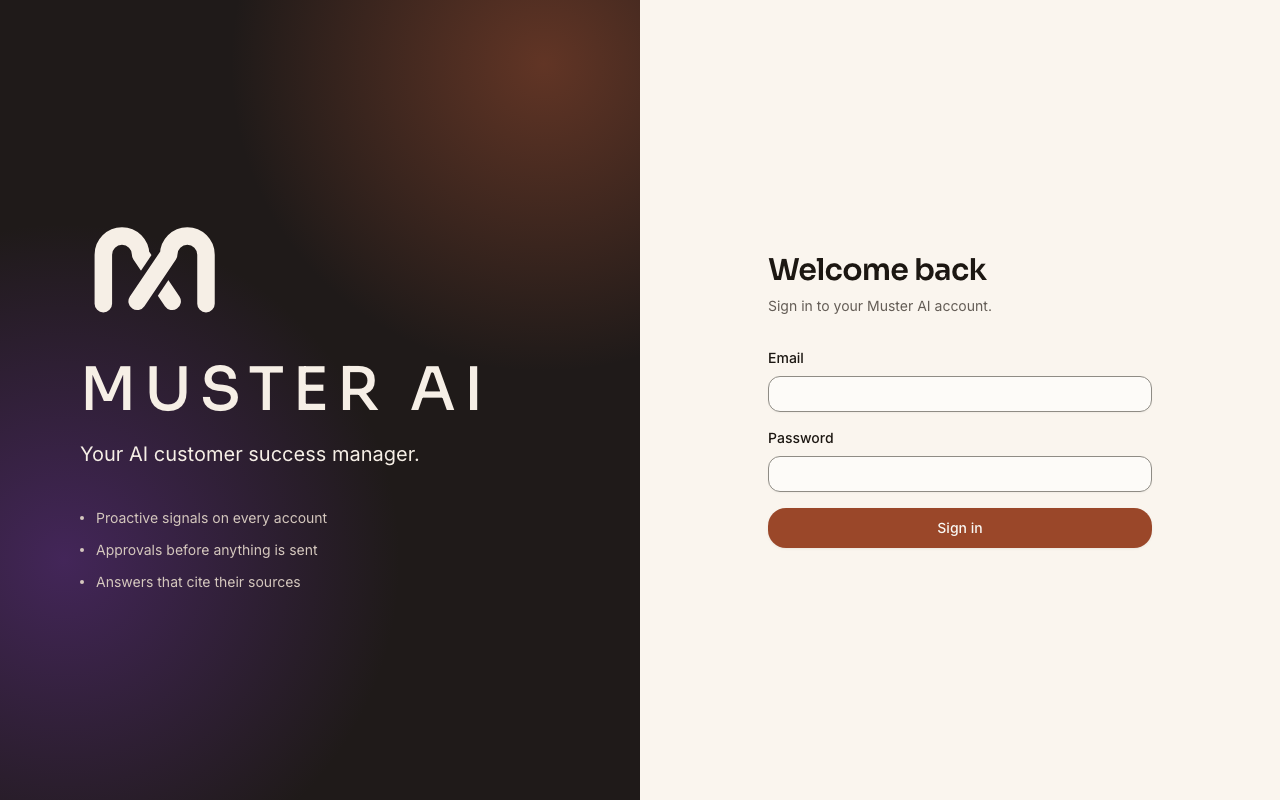 MUSTER AI
Your AI customer success manager.
• Proactive signals on every account
• Approvals before anything is sent
• Answers that cite their sources
Welcome back
Sign in to your Muster AI account.
Email
Password
Sign in